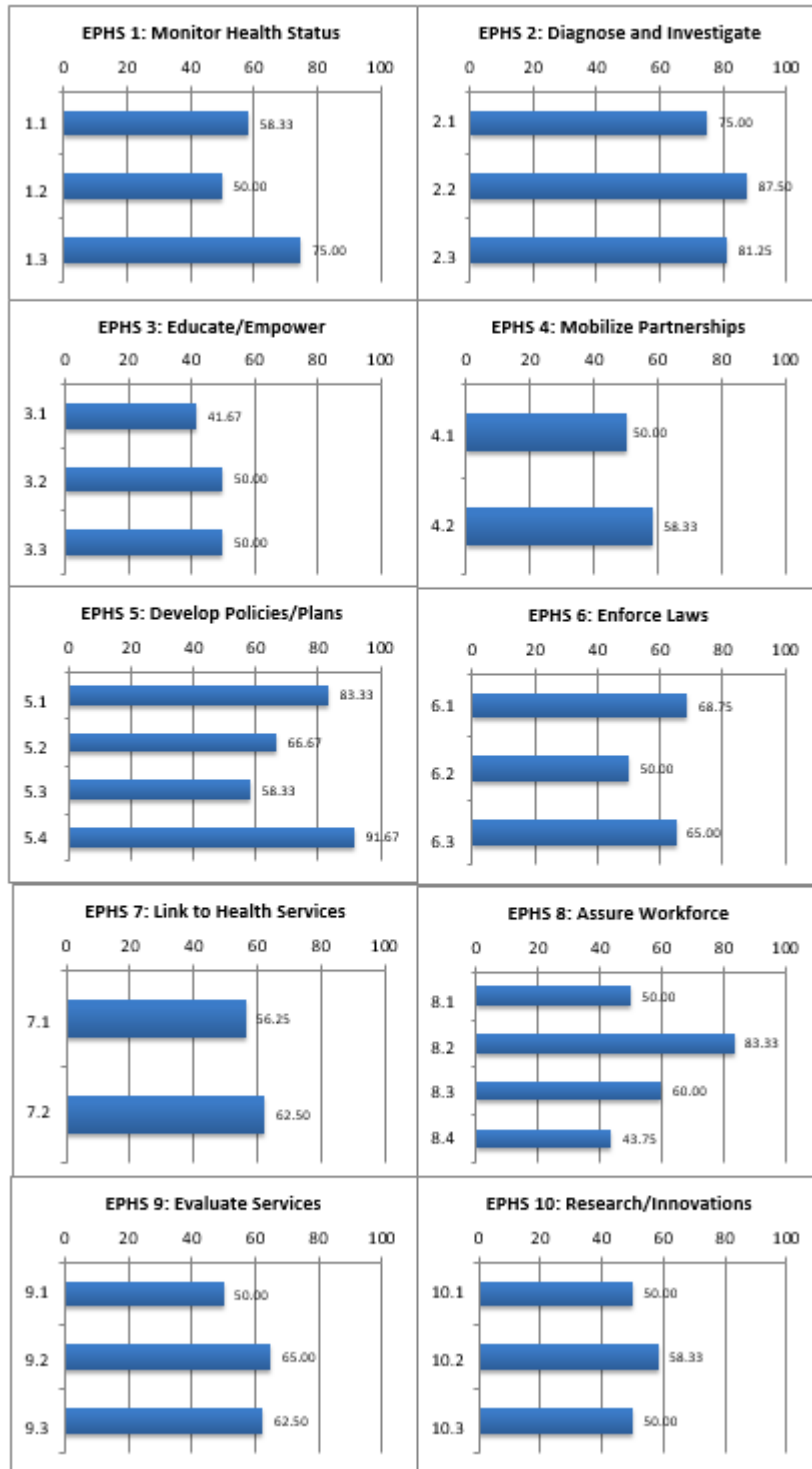 EPHS 1: Monitor Health Status
0 20 40 60 80 100
1.1 58.33
1.2 50.00
1.3 75.00
EPHS 2: Diagnose and Investigate
0 20 40 60 80 100
2.1 75.00
2.2 87.50
2.3 81.25
EPHS 3: Educate/Empower
0 20 40 60 80 100
3.1 41.67
3.2 50.00
3.3 50.00
EPHS 4: Mobilize Partnerships
0 20 40 60 80 100
4.1 50.00
4.2 58.33
EPHS 5: Develop Policies/Plans
0 20 40 60 80 100
5.1 83.33
5.2 66.67
5.3 58.33
5.4 91.67
EPHS 6: Enforce Laws
0 20 40 60 80 100
6.1 68.75
6.2 50.00
6.3 65.00
EPHS 7: Link to Health Services
0 20 40 60 80 100
7.1 56.25
7.2 62.50
EPHS 8: Assure Workforce
0 20 40 60 80 100
8.1 50.00
8.2 83.33
8.3 60.00
8.4 43.75
EPHS 9: Evaluate Services
0 20 40 60 80 100
9.1 50.00
9.2 65.00
9.3 62.50
EPHS 10: Research/Innovations
0 20 40 60 80 100
10.1 50.00
10.2 58.33
10.3 50.00